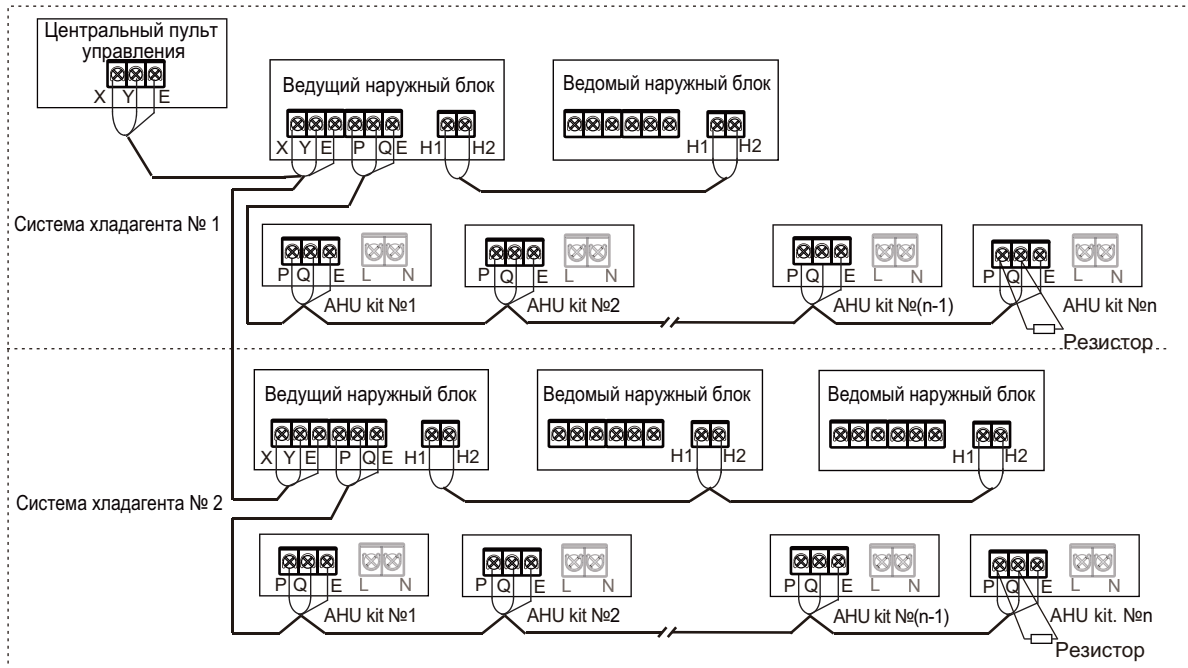 Центральный пульт
управления
X Y E
Ведущий наружный блок
X Y E P Q E H1 H2
Ведомый наружный блок
H1 H2
Система хладагента № 1
P Q E L N
AHU kit №1
P Q E L N
AHU kit №2
P Q E L N
AHU kit №(n-1)
P Q E L N
AHU kit №n
Резистор
Ведущий наружный блок
X Y E P Q E H1 H2
Ведомый наружный блок
H1 H2
Ведомый наружный блок
H1 H2
Система хладагента № 2
P Q E L N
AHU kit №1
P Q E L N
AHU kit №2
P Q E L N
AHU kit №(n-1)
P Q E L N
AHU kit. №n
Резистор